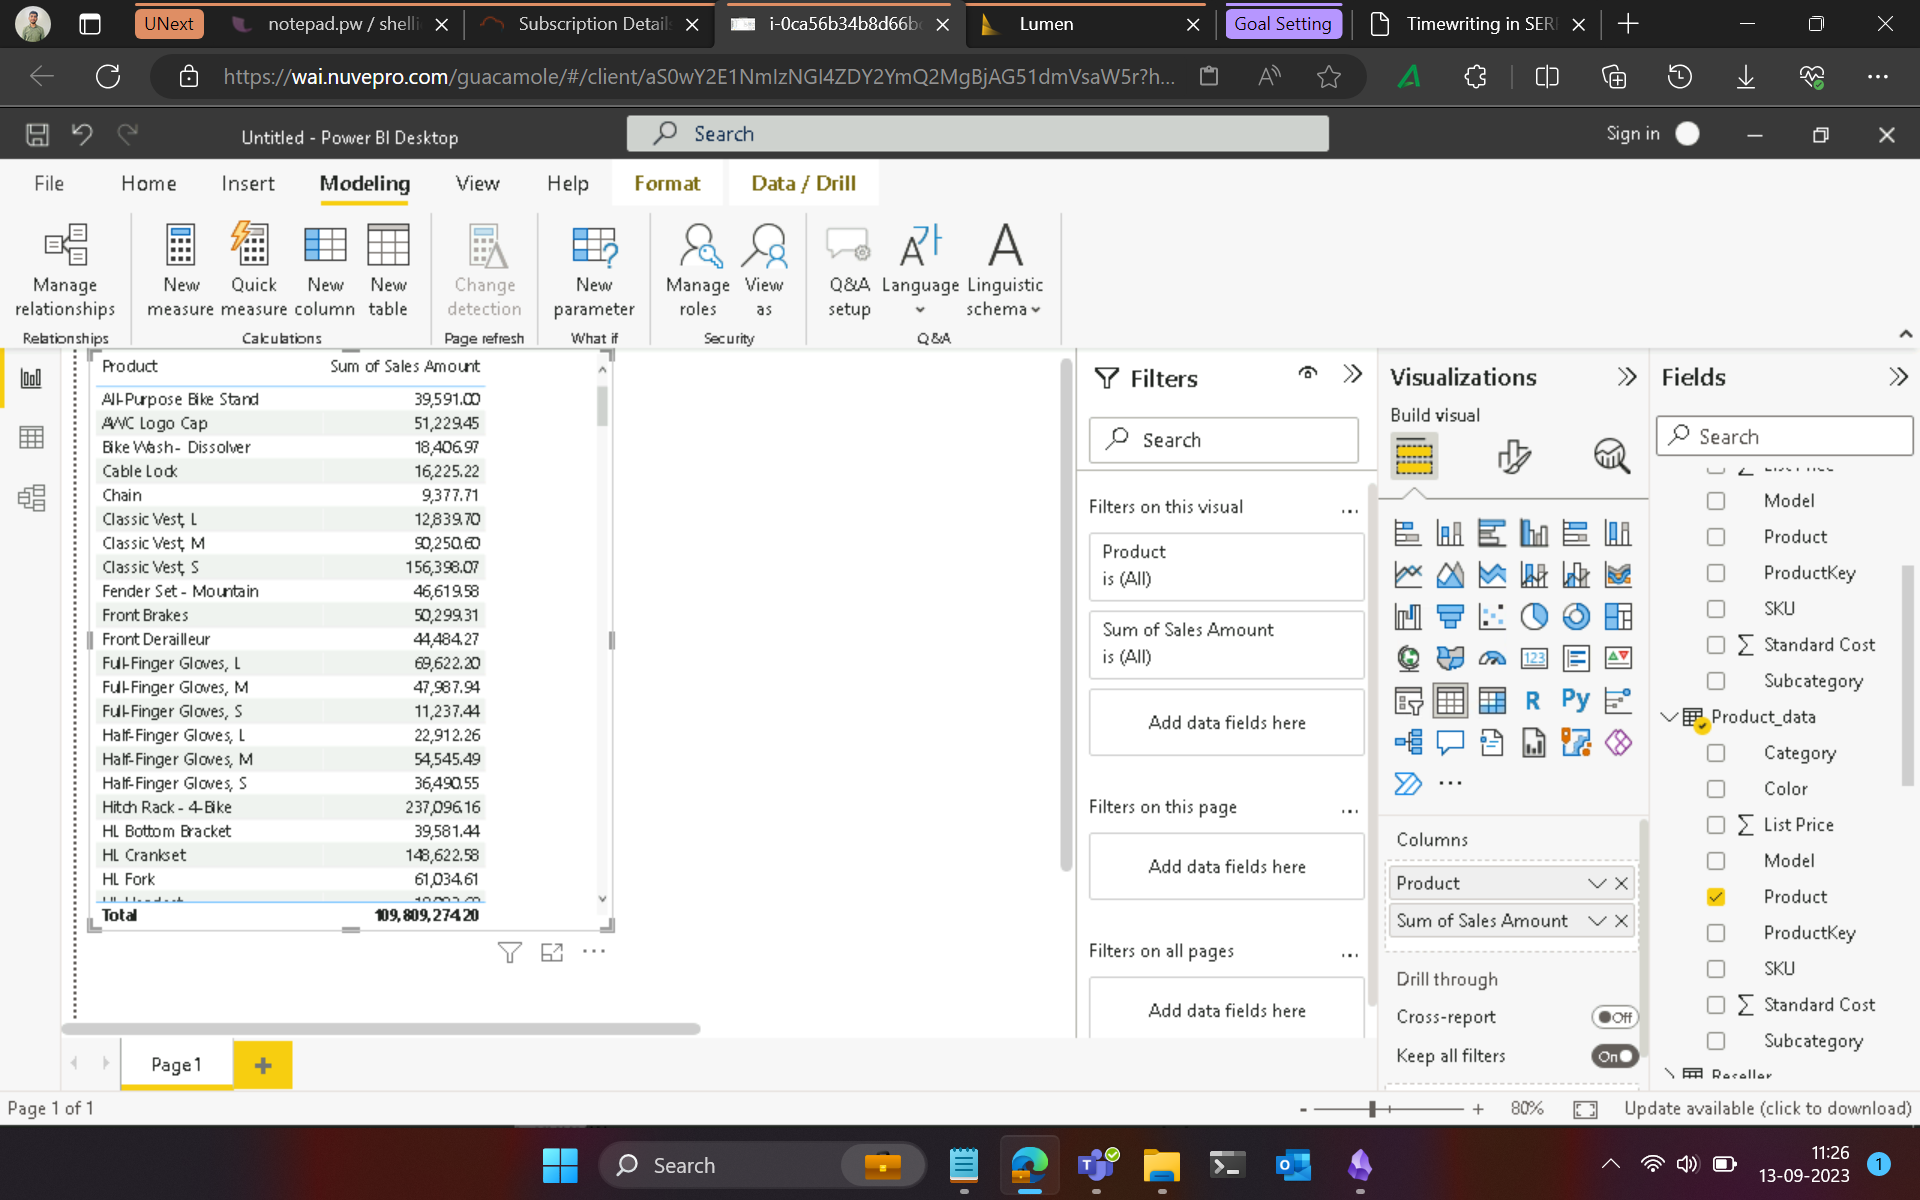 UNext
notepad.pw / shelli
Subscription Detail
i-0ca56b34b8d66b
Lumen
Goal Setting
Timewriting in SER
https://wai.nuvepro.com/guacamole/#/client/aS0wY2E1NmIzNGI4ZDY2YmQ2MgBjAG51dmVsaW5r?h...
Untitled - Power BI Desktop
Search
Sign in
File
Home
Insert
Modeling
View
Help
Format
Data / Drill
Manage relationships
New measure
Quick measure
New column
New table
Change detection
New parameter
Manage roles
View as
Q&A setup
Language
Linguistic schema
Relationships
Calculations
Page refresh
What if
Security
Q&A
Product Sum of Sales Amount
All-Purpose Bike Stand 39,591.00
AWC Logo Cap 51,229.45
Bike Wash - Dissolver 18,406.97
Cable Lock 16,225.22
Chain 9,377.71
Classic Vest, L 12,839.70
Classic Vest, M 90,250.60
Classic Vest, S 156,398.07
Fender Set - Mountain 46,619.58
Front Brakes 50,299.31
Front Derailleur 44,484.27
Full-Finger Gloves, L 69,622.20
Full-Finger Gloves, M 47,987.94
Full-Finger Gloves, S 11,237.44
Half-Finger Gloves, L 22,912.26
Half-Finger Gloves, M 54,545.49
Half-Finger Gloves, S 36,490.55
Hitch Rack - 4-Bike 237,096.16
HL Bottom Bracket 39,581.44
HL Crankset 148,622.58
HL Fork 61,034.61
Total 109,809,274.20
Filters
Search
Filters on this visual ...
Product
is (All)
Sum of Sales Amount
is (All)
Add data fields here
Filters on this page ...
Add data fields here
Filters on all pages ...
Add data fields here
Visualizations
Build visual
123
R
Py
...
Columns
Product
Sum of Sales Amount
Drill through
Cross-report Off
Keep all filters On
Fields
Search
List Price
Model
Product
ProductKey
SKU
Standard Cost
Subcategory
Product_data
Category
Color
List Price
Model
Product
ProductKey
SKU
Standard Cost
Subcategory
Reseller
Page 1
Page 1 of 1
- + 80%
Update available (click to download)
Search
11:26
13-09-2023
1